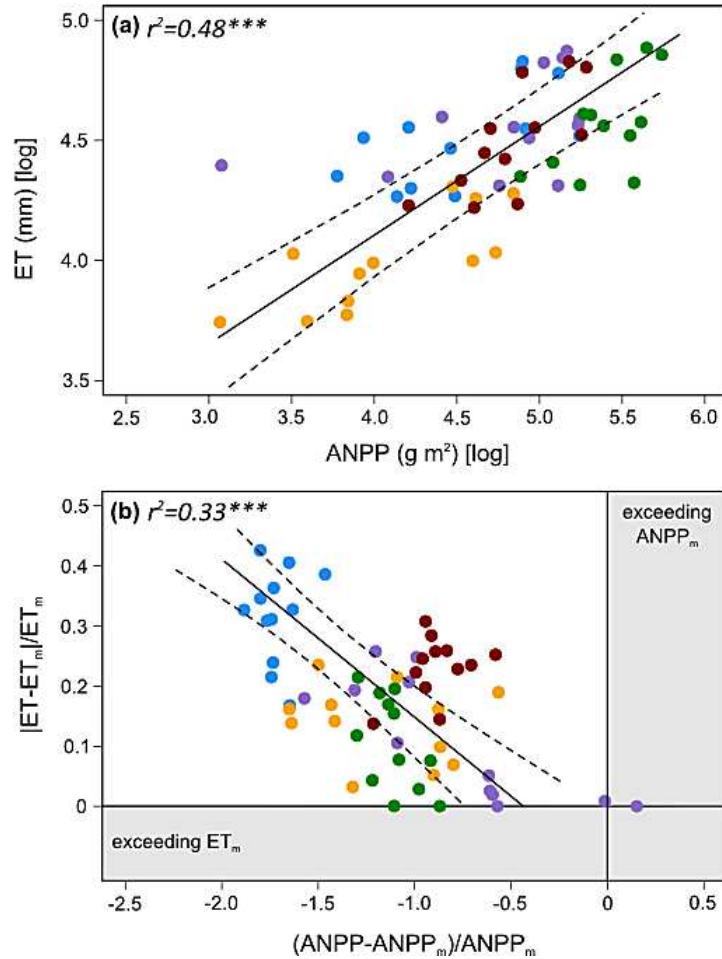 (a) r²=0.48***
5.0
4.5
4.0
3.5
ET (mm) [log]
2.5 3.0 3.5 4.0 4.5 5.0 5.5 6.0
ANPP (g m²) [log]
(b) r²=0.33***
exceeding
ANPPₘ
0.5
0.4
0.3
0.2
0.1
0
|ET-ETₘ|/ETₘ
exceeding ETₘ
-2.5 -2.0 -1.5 -1.0 -0.5 0 0.5
(ANPP-ANPPₘ)/ANPPₘ